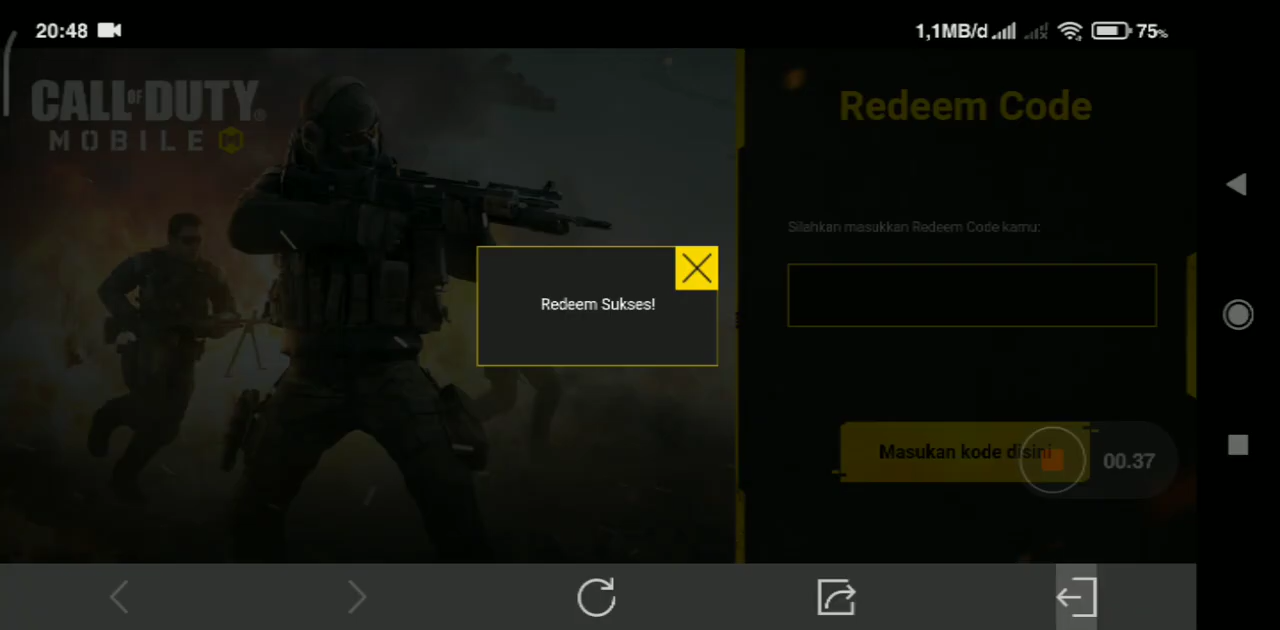 20:48
1,1MB/d
75%
CALL OF DUTY®
MOBILE
Redeem Code
Silahkan masukkan Redeem Code kamu:
Redeem Sukses!
Masukan kode disini
00.37